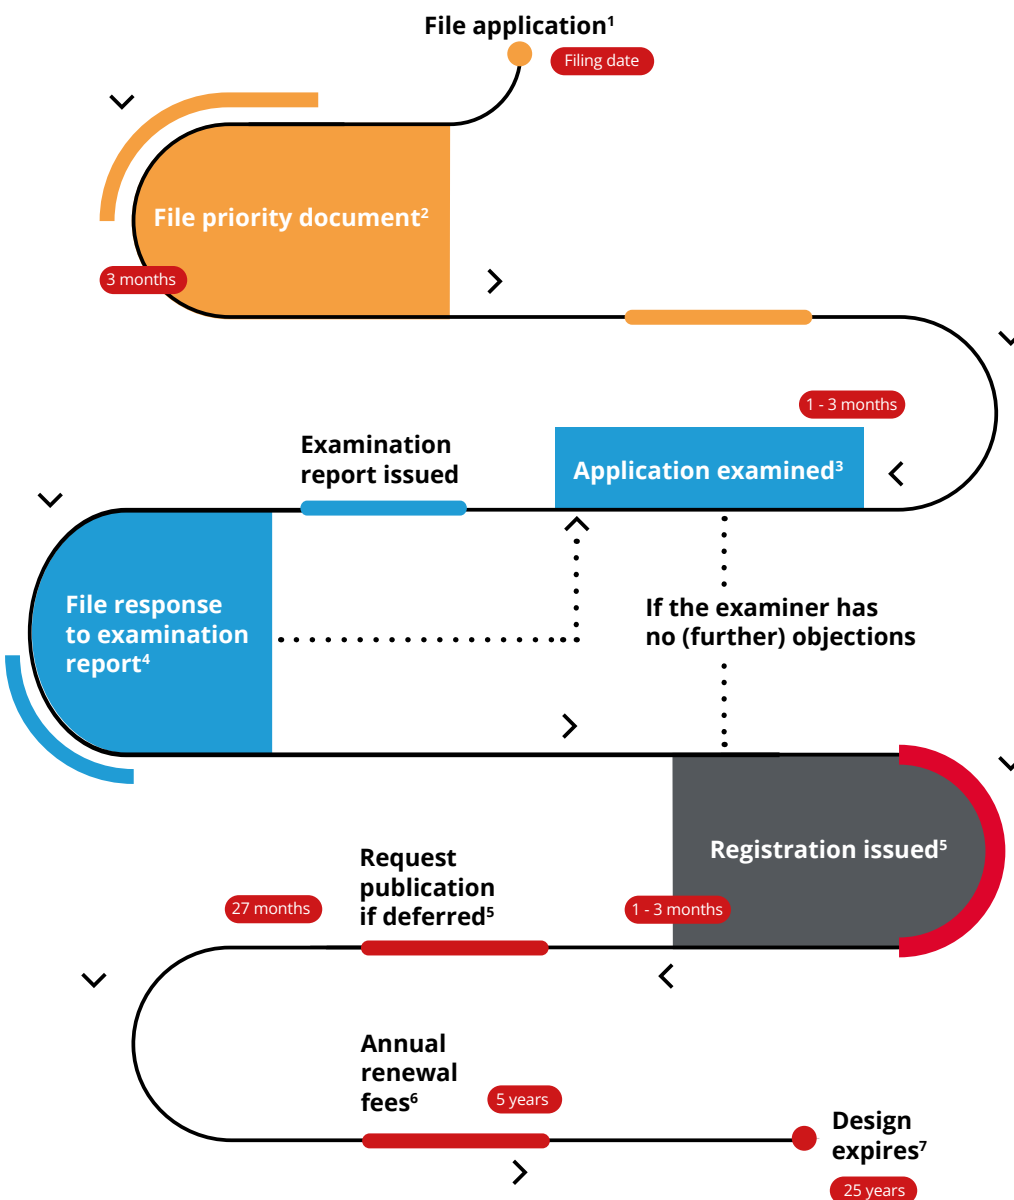 File application¹
Filing date
File priority document²
3 months
1 - 3 months
Application examined³
Examination
report issued
File response
to examination
report⁴
If the examiner has
no (further) objections
Registration issued⁵
1 - 3 months
Request
publication
if deferred⁵
27 months
Annual
renewal
fees⁶
5 years
Design
expires⁷
25 years